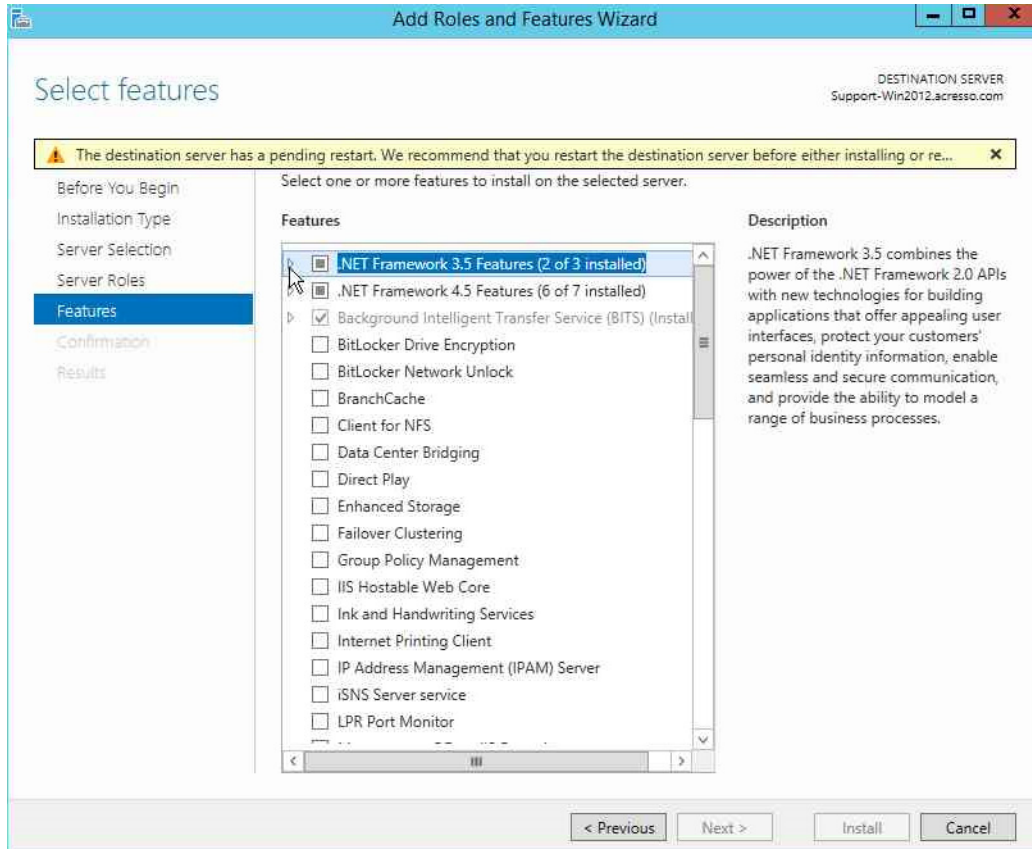 Add Roles and Features Wizard
Select features
DESTINATION SERVER
Support-Win2012.acresso.com
The destination server has a pending restart. We recommend that you restart the destination server before either installing or re...
Before You Begin
Installation Type
Server Selection
Server Roles
Features
Confirmation
Results
Select one or more features to install on the selected server.
Features
.NET Framework 3.5 Features (2 of 3 installed)
.NET Framework 4.5 Features (6 of 7 installed)
Background Intelligent Transfer Service (BITS) (Install
BitLocker Drive Encryption
BitLocker Network Unlock
BranchCache
Client for NFS
Data Center Bridging
Direct Play
Enhanced Storage
Failover Clustering
Group Policy Management
IIS Hostable Web Core
Ink and Handwriting Services
Internet Printing Client
IP Address Management (IPAM) Server
iSNS Server service
LPR Port Monitor
Description
.NET Framework 3.5 combines the
power of the .NET Framework 2.0 APIs
with new technologies for building
applications that offer appealing user
interfaces, protect your customers'
personal identity information, enable
seamless and secure communication,
and provide the ability to model a
range of business processes.
< Previous
Next >
Install
Cancel